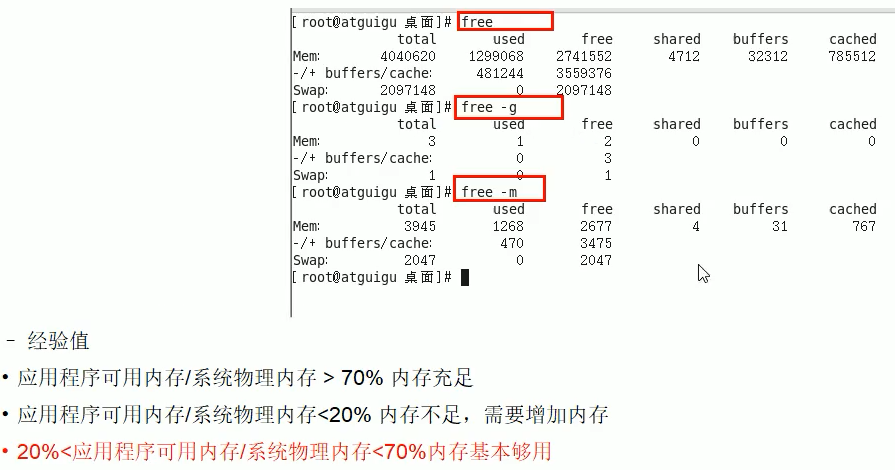 [ root@atguigu 桌面]# free
total used free shared buffers cached
Mem: 4040620 1299068 2741552 4712 32312 785512
-/+ buffers/cache: 481244 3559376
Swap: 2097148 0 2097148
[ root@atguigu 桌面]# free -g
total used free shared buffers cached
Mem: 3 1 2 0 0 0
-/+ buffers/cache: 0 3
Swap: 1 0 1
[ root@atguigu 桌面]# free -m
total used free shared buffers cached
Mem: 3945 1268 2677 4 31 767
-/+ buffers/cache: 470 3475
Swap: 2047 0 2047
[ root@atguigu 桌面]#
– 经验值
• 应用程序可用内存/系统物理内存 > 70% 内存充足
• 应用程序可用内存/系统物理内存<20% 内存不足，需要增加内存
• 20%<应用程序可用内存/系统物理内存<70%内存基本够用